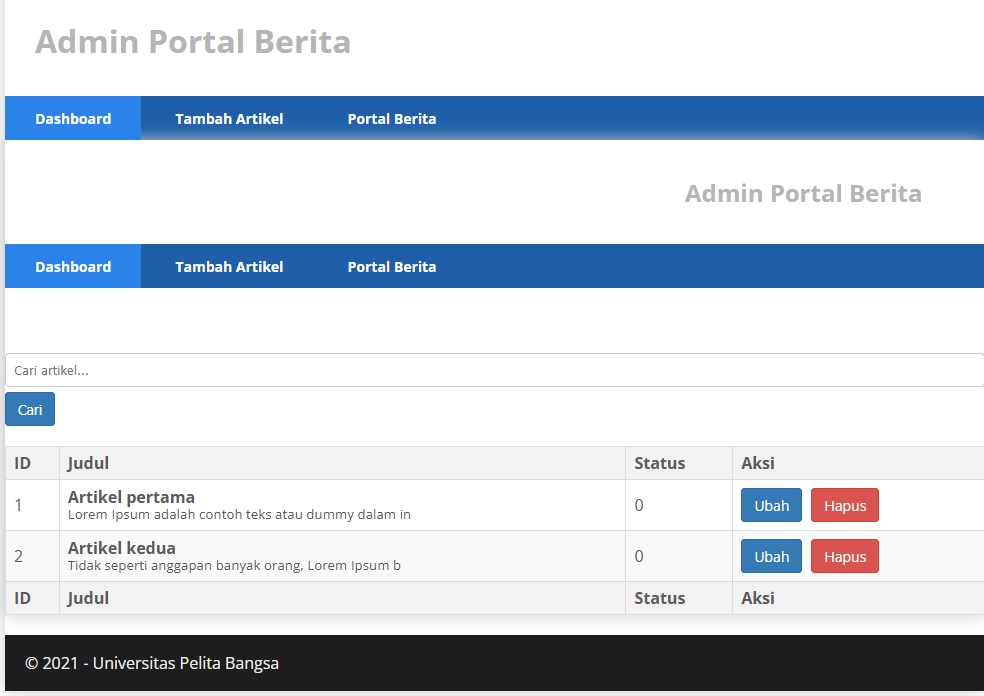 Admin Portal Berita
Dashboard Tambah Artikel Portal Berita
Admin Portal Berita
Dashboard Tambah Artikel Portal Berita
Cari artikel...
Cari
ID Judul Status Aksi
1 Artikel pertama 0 Ubah Hapus
Lorem Ipsum adalah contoh teks atau dummy dalam in
2 Artikel kedua 0 Ubah Hapus
Tidak seperti anggapan banyak orang, Lorem Ipsum b
ID Judul Status Aksi
© 2021 - Universitas Pelita Bangsa